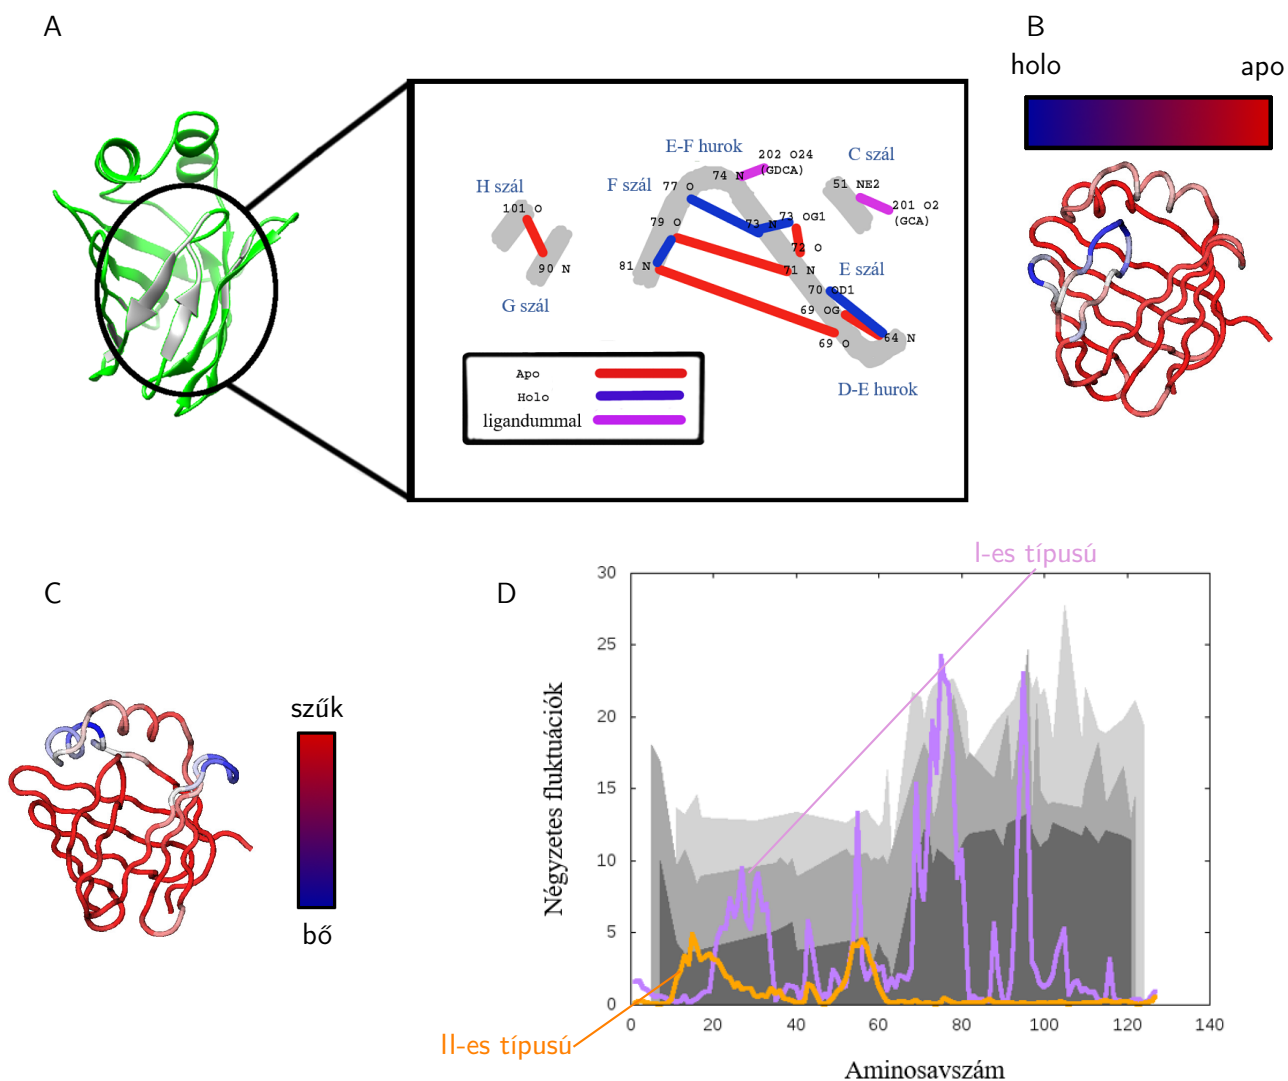 A
B
holo
apo
E-F hurok
202 O24
(GDCA)
C szál
74 N
H szál
F szál
77 O
51 NE2
101 O
201 O2
(GCA)
79 O
73 N
73 OG1
72 O
90 N
81 N
71 N
E szál
G szál
70 OD1
69 OG
64 N
69 O
D-E hurok
Apo
Holo
ligandummal
C
D
I-es típusú
szűk
bő
Négyzetes fluktuációk
30
25
20
15
10
5
0
0
20
40
60
80
100
120
140
II-es típusú
Aminosavszám